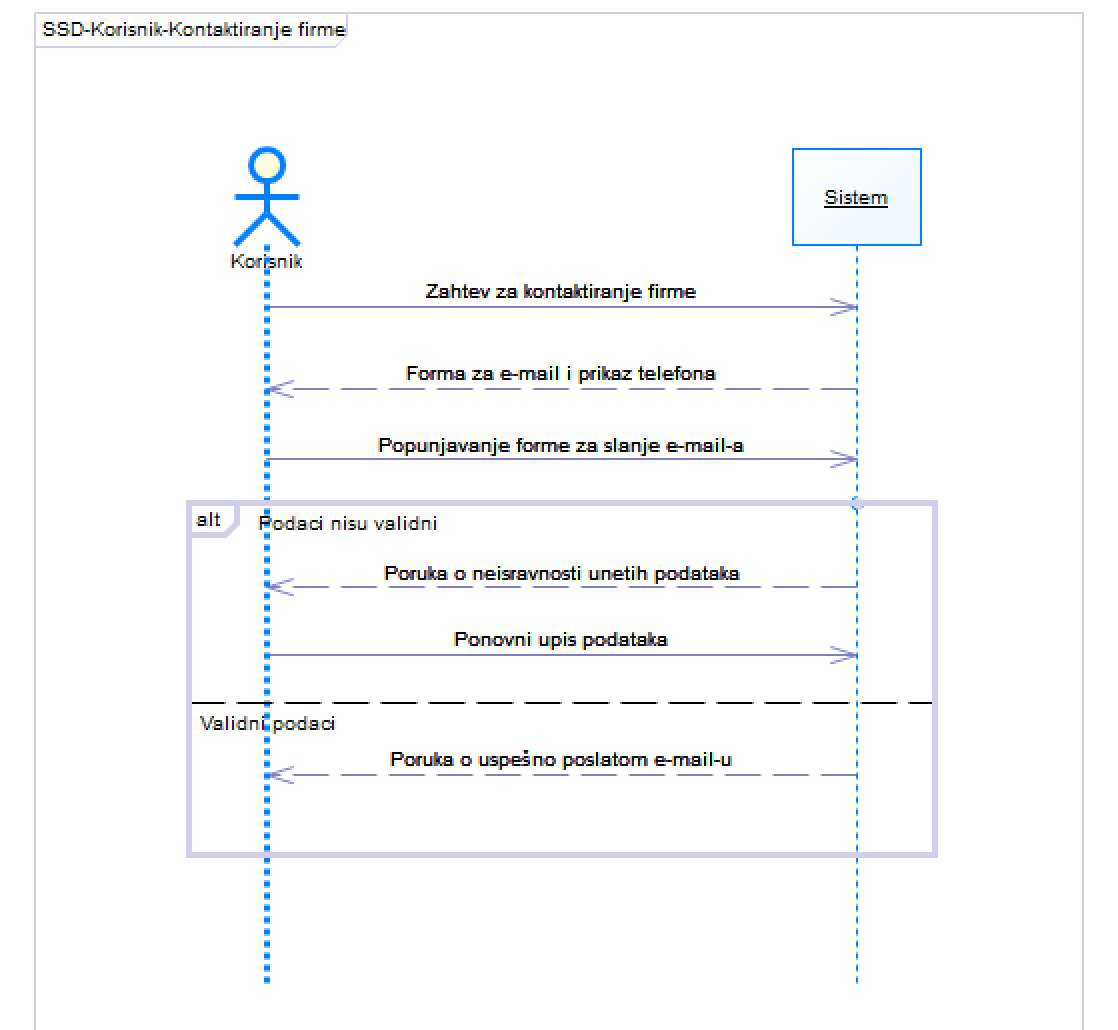 SSD-Korisnik-Kontaktiranje firme
Sistem
Korisnik
Zahtev za kontaktiranje firme
Forma za e-mail i prikaz telefona
Popunjavanje forme za slanje e-mail-a
alt
Podaci nisu validni
Poruka o neisravnosti unetih podataka
Ponovni upis podataka
Validni podaci
Poruka o uspešno poslatom e-mail-u